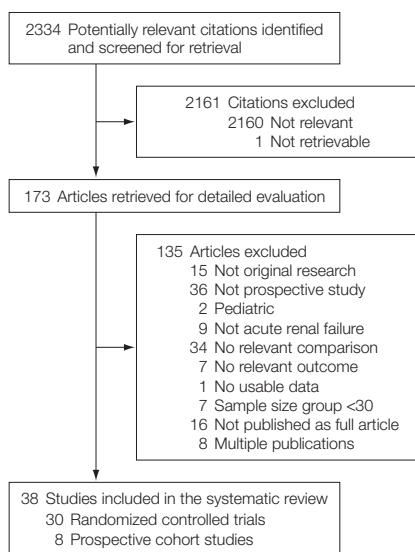 2334 Potentially relevant citations identified
and screened for retrieval
2161 Citations excluded
2160 Not relevant
1 Not retrievable
173 Articles retrieved for detailed evaluation
135 Articles excluded
15 Not original research
36 Not prospective study
2 Pediatric
9 Not acute renal failure
34 No relevant comparison
7 No relevant outcome
1 No usable data
7 Sample size group <30
16 Not published as full article
8 Multiple publications
38 Studies included in the systematic review
30 Randomized controlled trials
8 Prospective cohort studies